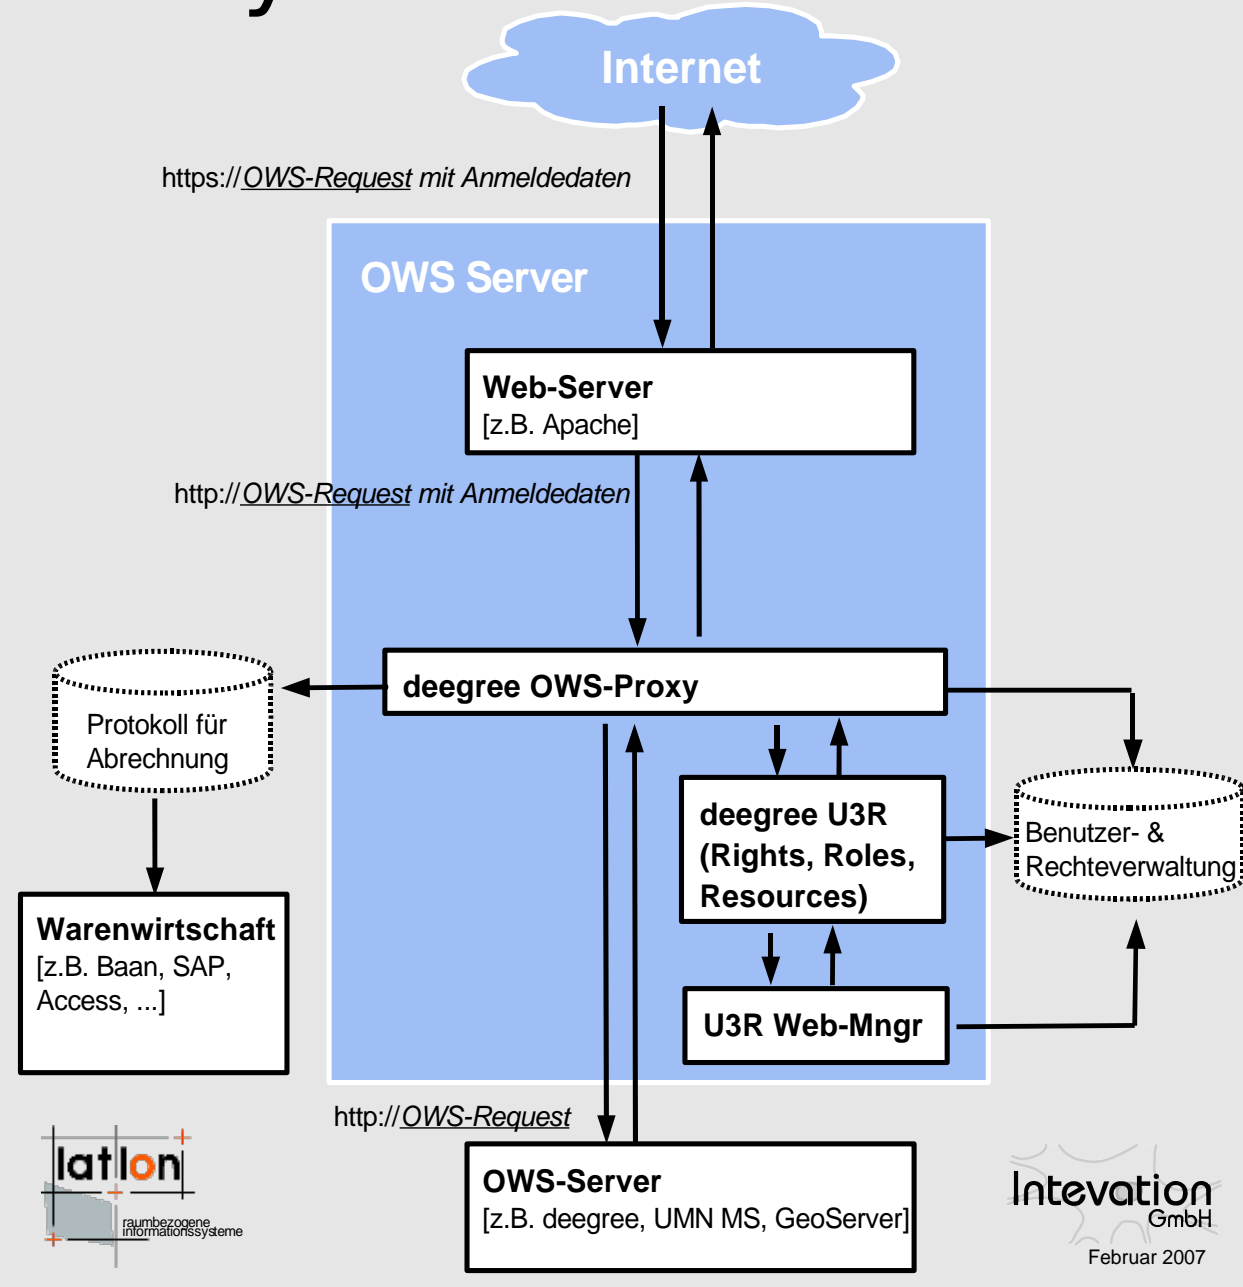 y
Internet
https://OWS-Request mit Anmeldedaten
OWS Server
Web-Server
[z.B. Apache]
http://OWS-Request mit Anmeldedaten
deegree OWS-Proxy
Protokoll für
Abrechnung
deegree U3R
(Rights, Roles,
Resources)
Benutzer- &
Rechteverwaltung
Warenwirtschaft
[z.B. Baan, SAP,
Access, ...]
U3R Web-Mngr
http://OWS-Request
OWS-Server
[z.B. deegree, UMN MS, GeoServer]
latlon
raumbezogene
informationssysteme
Intevation
GmbH
Februar 2007